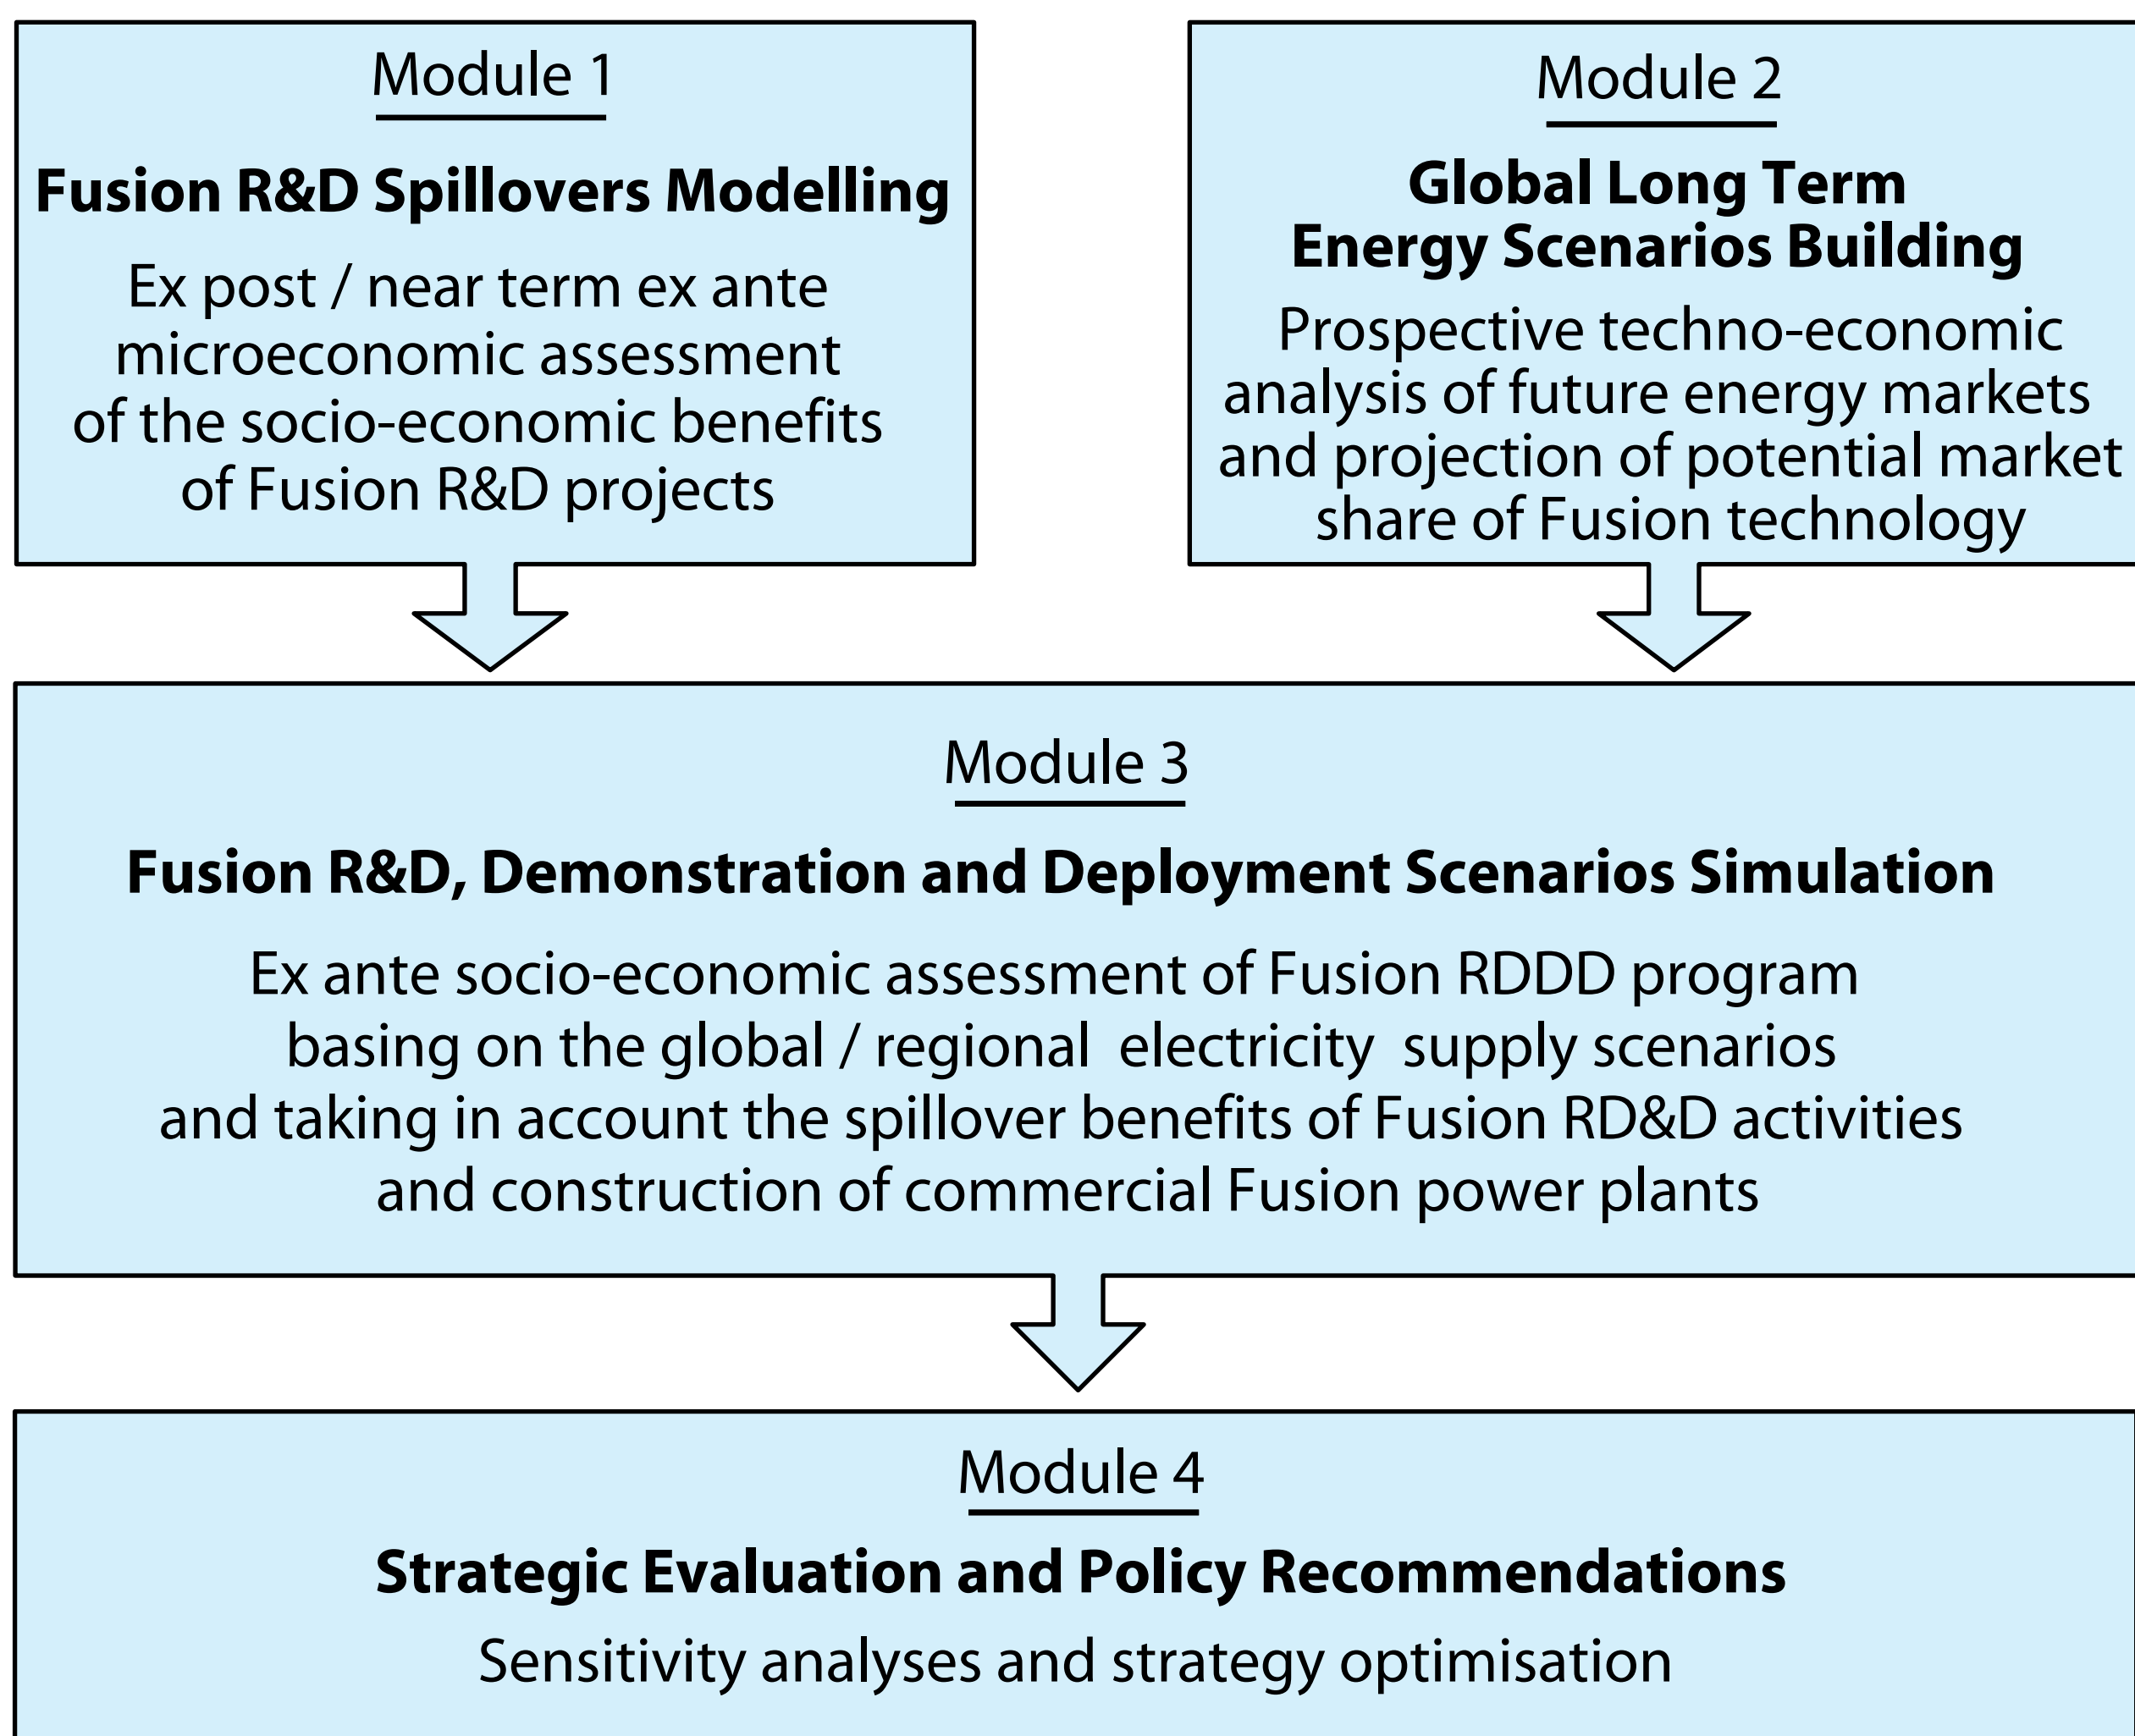 Module 1
Fusion R&D Spillovers Modelling
Ex post / near term ex ante
microeconomic assessment
of the socio-economic benefits
of Fusion R&D projects
Module 2
Global Long Term
Energy Scenarios Building
Prospective techno-economic
analysis of future energy markets
and projection of potential market
share of Fusion technology
Module 3
Fusion R&D, Demonstration and Deployment Scenarios Simulation
Ex ante socio-economic assessment of Fusion RDDD program
basing on the global / regional electricity supply scenarios
and taking in account the spillover benefits of Fusion RD&D activities
and construction of commercial Fusion power plants
Module 4
Strategic Evaluation and Policy Recommendations
Sensitivity analyses and strategy optimisation